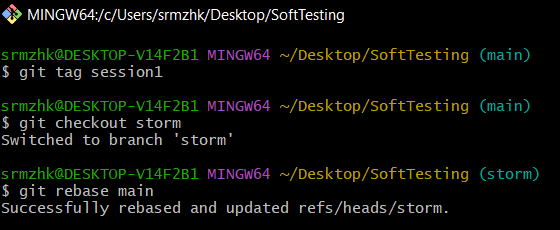 MINGW64:/c/Users/srmzhk/Desktop/SoftTesting
srmzhk@DESKTOP-V14F2B1 MINGW64 ~/Desktop/SoftTesting (main)
$ git tag session1
srmzhk@DESKTOP-V14F2B1 MINGW64 ~/Desktop/SoftTesting (main)
$ git checkout storm
Switched to branch 'storm'
srmzhk@DESKTOP-V14F2B1 MINGW64 ~/Desktop/SoftTesting (storm)
$ git rebase main
Successfully rebased and updated refs/heads/storm.